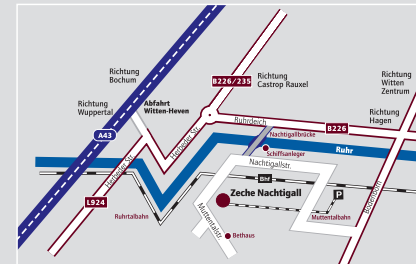 Richtung
Bochum
B226/235
Richtung
Castrop Rauxel
Richtung
Witten
Zentrum
Richtung
Wuppertal
Abfahrt
Witten-Heven
Richtung
Hagen
A43
Herbeder Str.
Ruhrdeich
B226
Nachtigallbrücke
Ruhr
Schiffsanleger
Nachtigallstr.
Herbeder Str.
Bhf
Zeche Nachtigall
P
L924
Ruhrtalbahn
Muttentalstr.
Muttentalbahn
Bodenborn
Bethaus